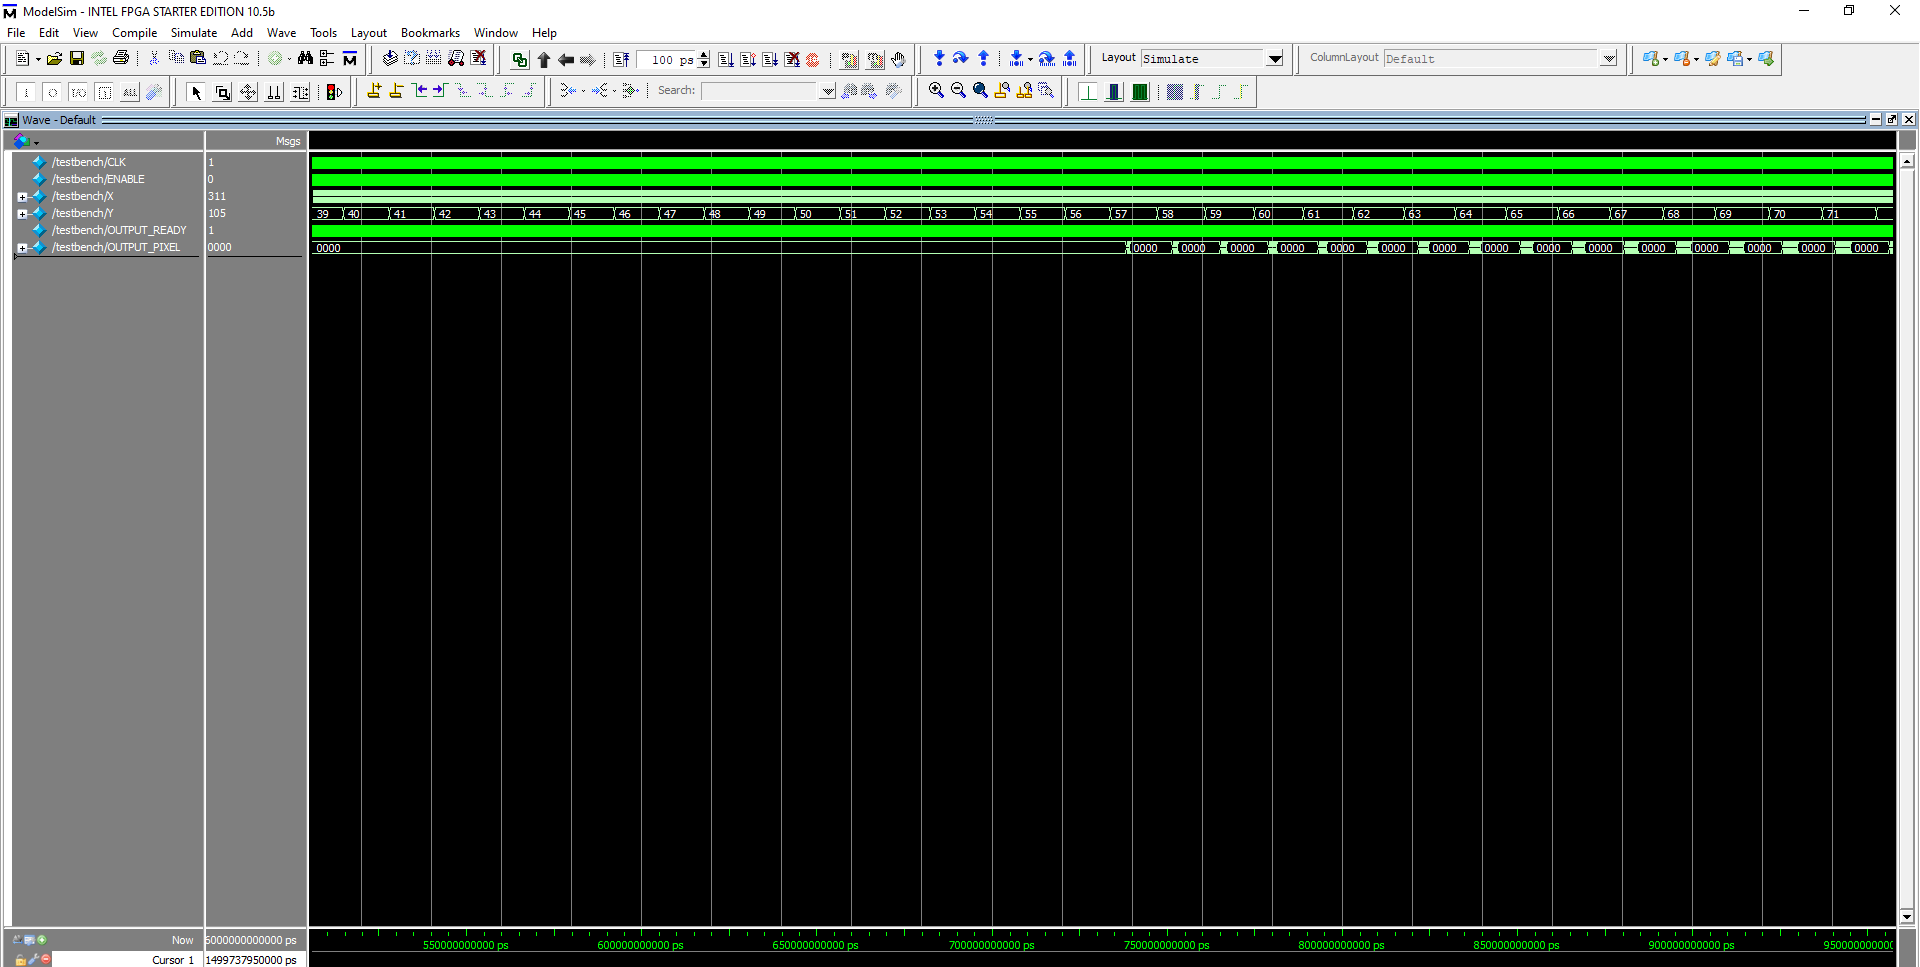 ModelSim - INTEL FPGA STARTER EDITION 10.5b
File Edit View Compile Simulate Add Wave Tools Layout Bookmarks Window Help
100 ps Layout Simulate ColumnLayout Default
ALL Search:
Wave - Default
Msgs
/testbench/CLK 1
/testbench/ENABLE 0
/testbench/X 311
/testbench/Y 105 39 40 41 42 43 44 45 46 47 48 49 50 51 52 53 54 55 56 57 58 59 60 61 62 63 64 65 66 67 68 69 70 71
/testbench/OUTPUT_READY 1
/testbench/OUTPUT_PIXEL 0000 0000 0000 0000 0000 0000 0000 0000 0000 0000 0000 0000 0000 0000 0000 0000 0000
Now 6000000000000 ps 550000000000 ps 600000000000 ps 650000000000 ps 700000000000 ps 750000000000 ps 800000000000 ps 850000000000 ps 900000000000 ps
Cursor 1 1499737950000 ps